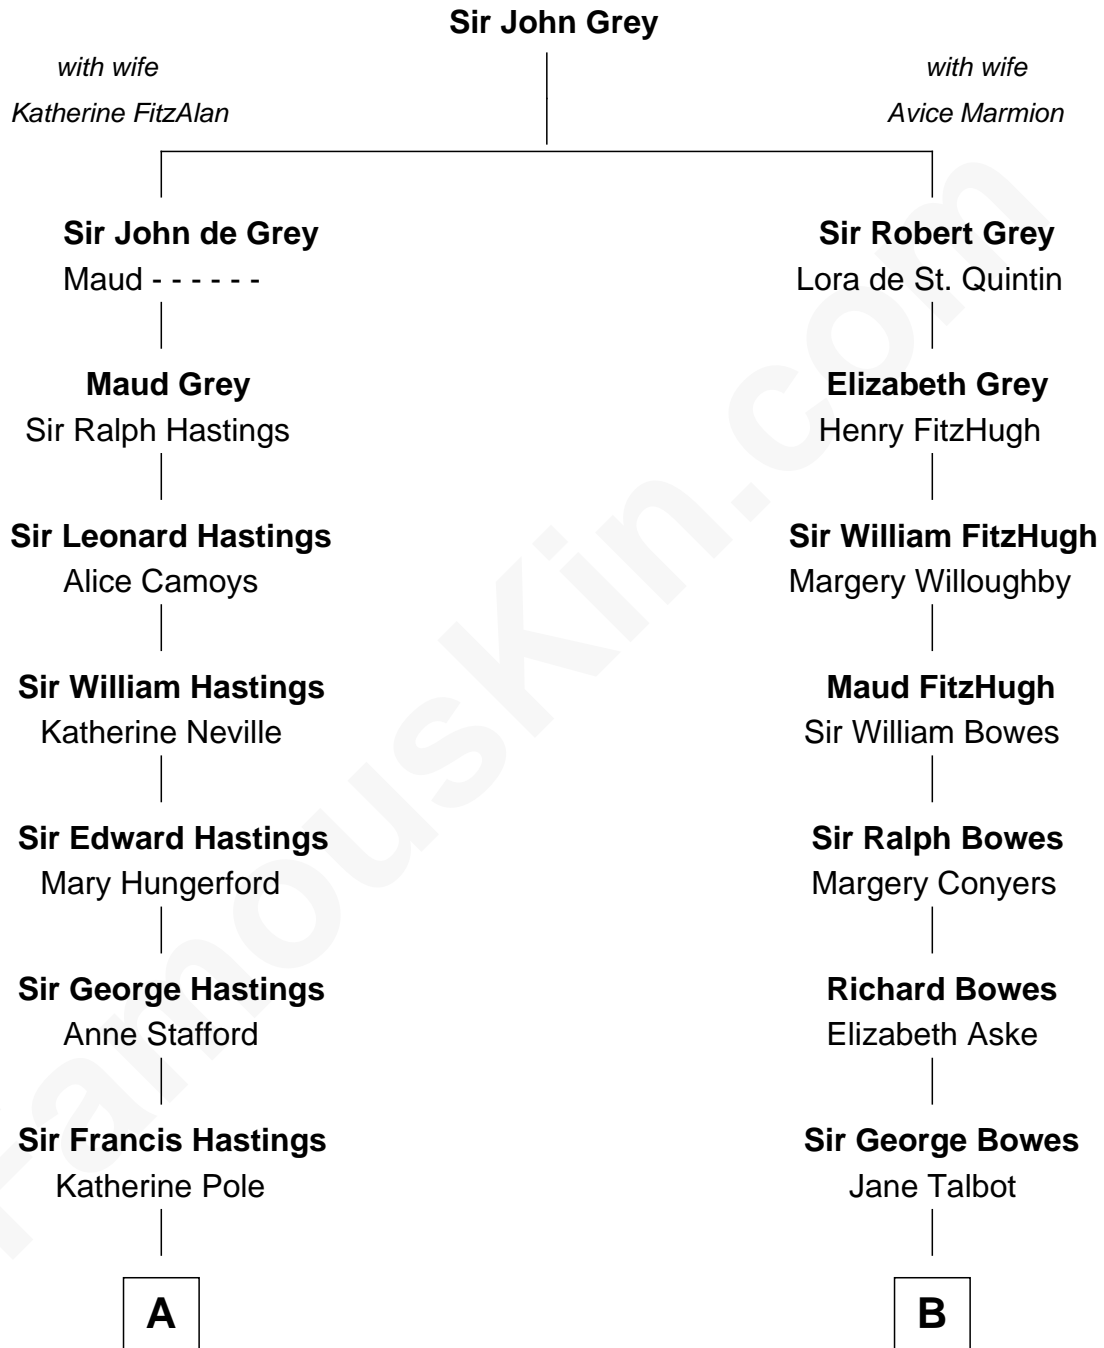 Sir John Grey
with wife
Katherine FitzAlan
with wife
Avice Marmion
Sir John de Grey
Maud - - - - - -
Sir Robert Grey
Lora de St. Quintin
Maud Grey
Sir Ralph Hastings
Elizabeth Grey
Henry FitzHugh
Sir Leonard Hastings
Alice Camoys
Sir William FitzHugh
Margery Willoughby
Sir William Hastings
Katherine Neville
Maud FitzHugh
Sir William Bowes
Sir Edward Hastings
Mary Hungerford
Sir Ralph Bowes
Margery Conyers
Sir George Hastings
Anne Stafford
Richard Bowes
Elizabeth Aske
Sir Francis Hastings
Katherine Pole
Sir George Bowes
Jane Talbot
A
B
FamousKin.com